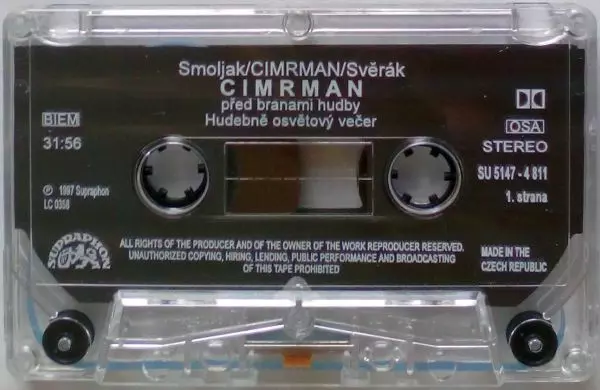 Smoljak/CIMRMAN/Svěrák
CIMRMAN
před branami hudby
Hudebně osvětový večer
BIEM
31:56
OSA
STEREO
SU 5147 - 4 811
1. strana
℗ 1997 Supraphon
LC 0358
SUPRAPHON
ALL RIGHTS OF THE PRODUCER AND OF THE OWNER OF THE WORK REPRODUCER RESERVED.
UNAUTHORIZED COPYING, HIRING, LENDING, PUBLIC PERFORMANCE AND BROADCASTING
OF THIS TAPE PROHIBITED
MADE IN THE
CZECH REPUBLIC